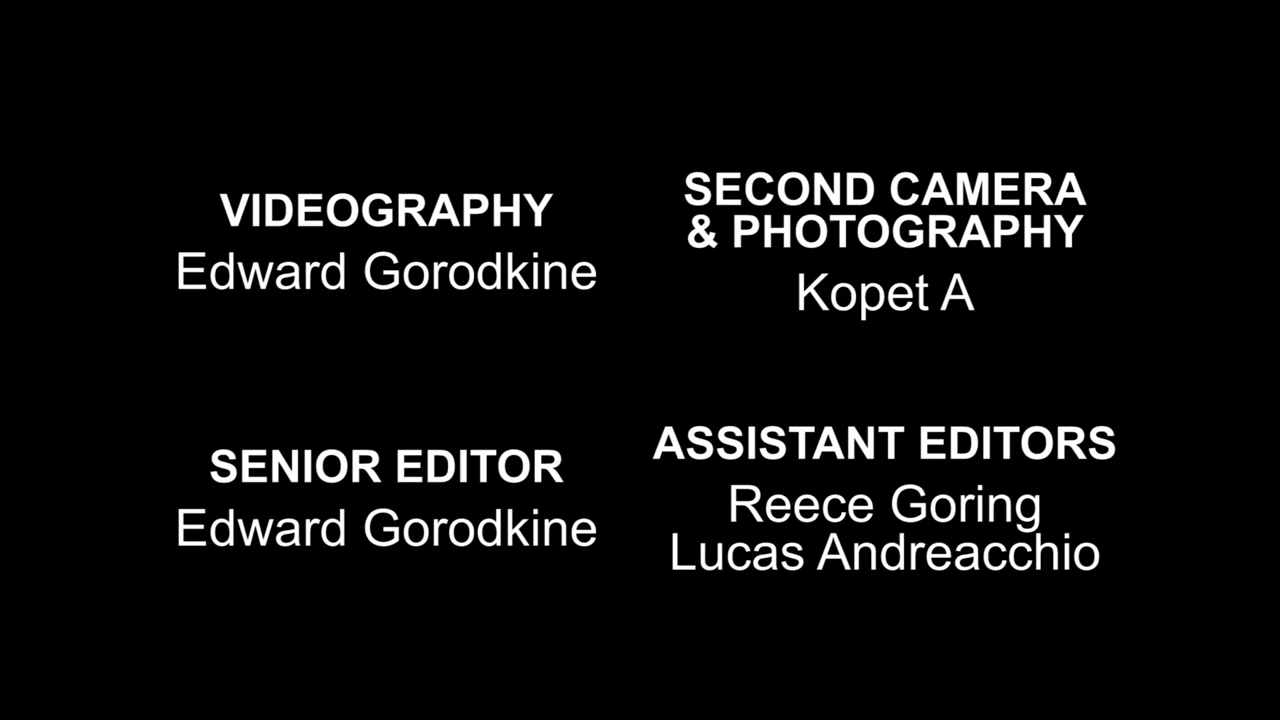 VIDEOGRAPHY
Edward Gorodkine
SECOND CAMERA
& PHOTOGRAPHY
Kopet A
SENIOR EDITOR
Edward Gorodkine
ASSISTANT EDITORS
Reece Goring
Lucas Andreacchio